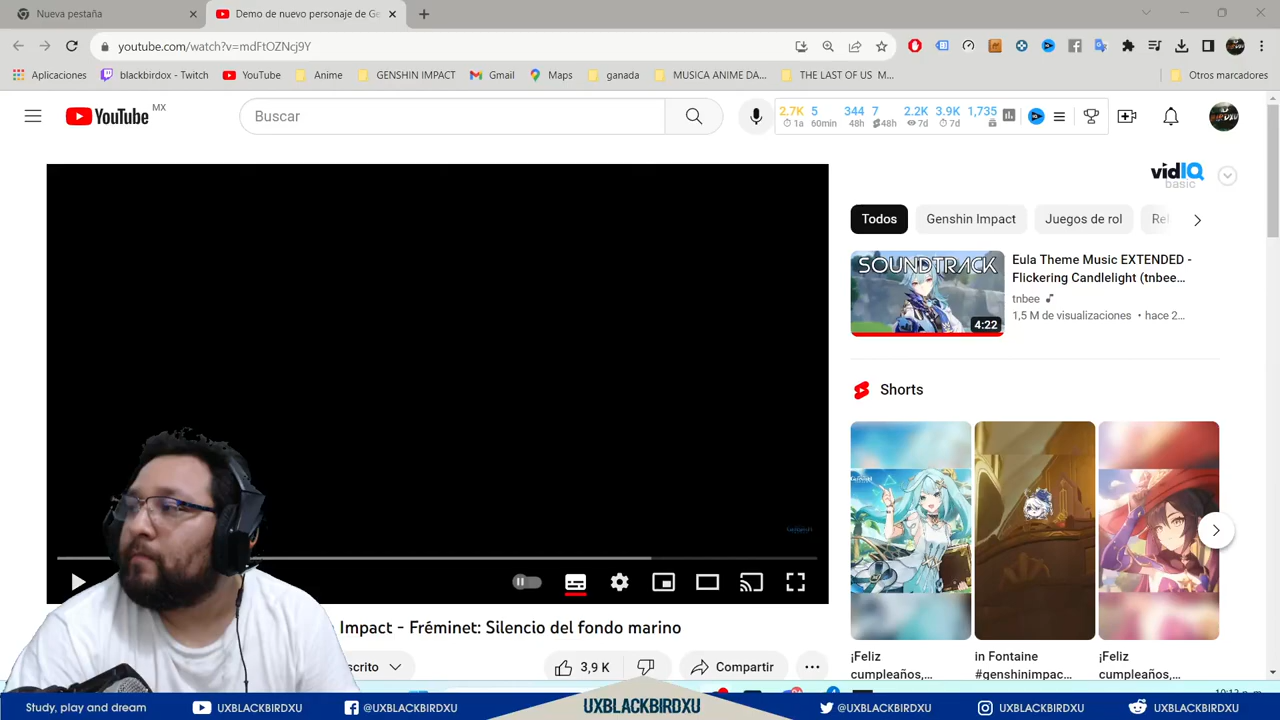 Nueva pestaña
Demo de nuevo personaje de Ge
youtube.com/watch?v=mdFtOZNcj9Y
Aplicaciones
blackbirdox - Twitch
YouTube
Anime
GENSHIN IMPACT
Gmail
Maps
ganada
MUSICA ANIME DA...
THE LAST OF US M...
Otros marcadores
YouTube MX
Buscar
2.7K 5 344 7 2.2K 3.9K 1,735
1a 60min 48h 48h 7d 7d
vidIQ
basic
Todos
Genshin Impact
Juegos de rol
Rel
SOUNDTRACK
4:22
Eula Theme Music EXTENDED -
Flickering Candlelight (tnbee...
tnbee
1,5 M de visualizaciones • hace 2...
Shorts
¡Feliz
cumpleaños,...
in Fontaine
#genshinimpac...
¡Feliz
cumpleaños,...
Impact - Fréminet: Silencio del fondo marino
scrito
3,9 K
Compartir
Study, play and dream
UXBLACKBIRDXU
@UXBLACKBIRDXU
UXBLACKBIRDXU
@UXBLACKBIRDXU
UXBLACKBIRDXU
UXBLACKBIRDXU